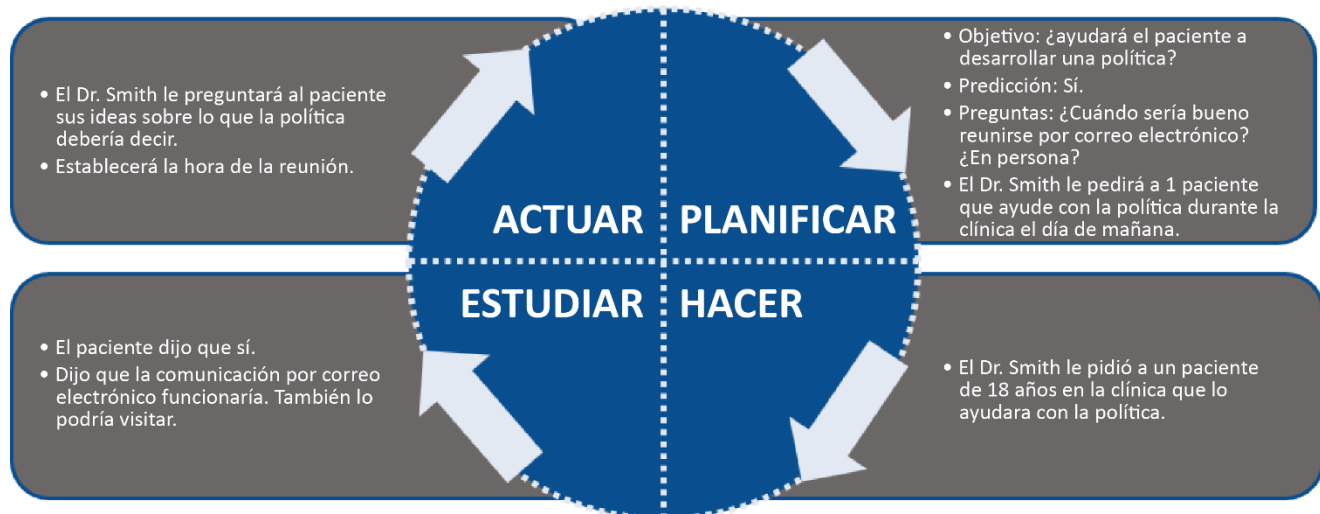 • El Dr. Smith le preguntará al paciente
sus ideas sobre lo que la política
debería decir.
• Establecerá la hora de la reunión.
• Objetivo: ¿ayudará el paciente a
desarrollar una política?
• Predicción: Sí.
• Preguntas: ¿Cuándo sería bueno
reunirse por correo electrónico?
¿En persona?
• El Dr. Smith le pedirá a 1 paciente
que ayude con la política durante la
clínica el día de mañana.
ACTUAR
PLANIFICAR
ESTUDIAR
HACER
• El paciente dijo que sí.
• Dijo que la comunicación por correo
electrónico funcionaría. También lo
podría visitar.
• El Dr. Smith le pidió a un paciente
de 18 años en la clínica que lo
ayudara con la política.